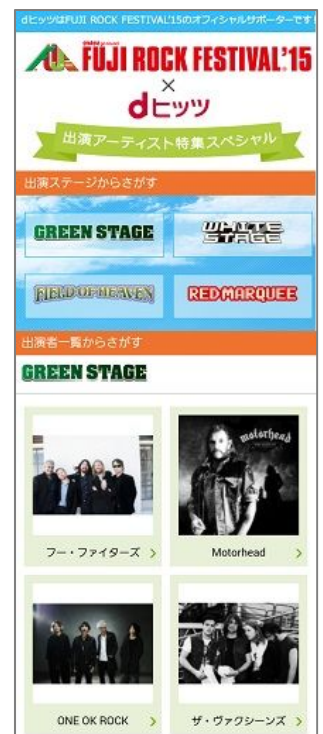 dヒッツはFUJI ROCK FESTIVAL'15のオフィシャルサポーターです!
FUJI ROCK FESTIVAL'15
×
dヒッツ
出演アーティスト特集スペシャル
出演ステージからさがす
GREEN STAGE
WHITE STAGE
FIELD OF HEAVEN
RED MARQUEE
出演者一覧からさがす
GREEN STAGE
motorhead
フー・ファイターズ
Motorhead
ONE OK ROCK
ザ・ヴァクシーンズ